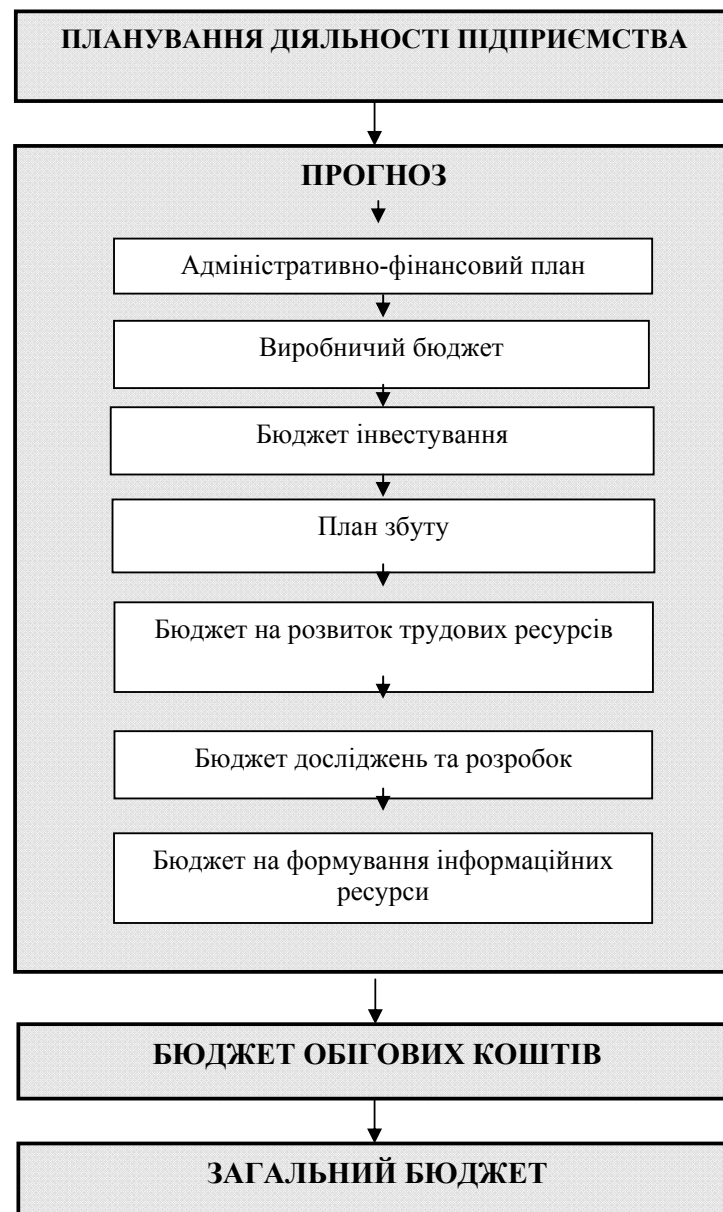 ПЛАНУВАННЯ ДІЯЛЬНОСТІ ПІДПРИЄМСТВА
ПРОГНОЗ
Адміністративно-фінансовий план
Виробничий бюджет
Бюджет інвестування
План збуту
Бюджет на розвиток трудових ресурсів
Бюджет досліджень та розробок
Бюджет на формування інформаційних
ресурси
БЮДЖЕТ ОБІГОВИХ КОШТІВ
ЗАГАЛЬНИЙ БЮДЖЕТ